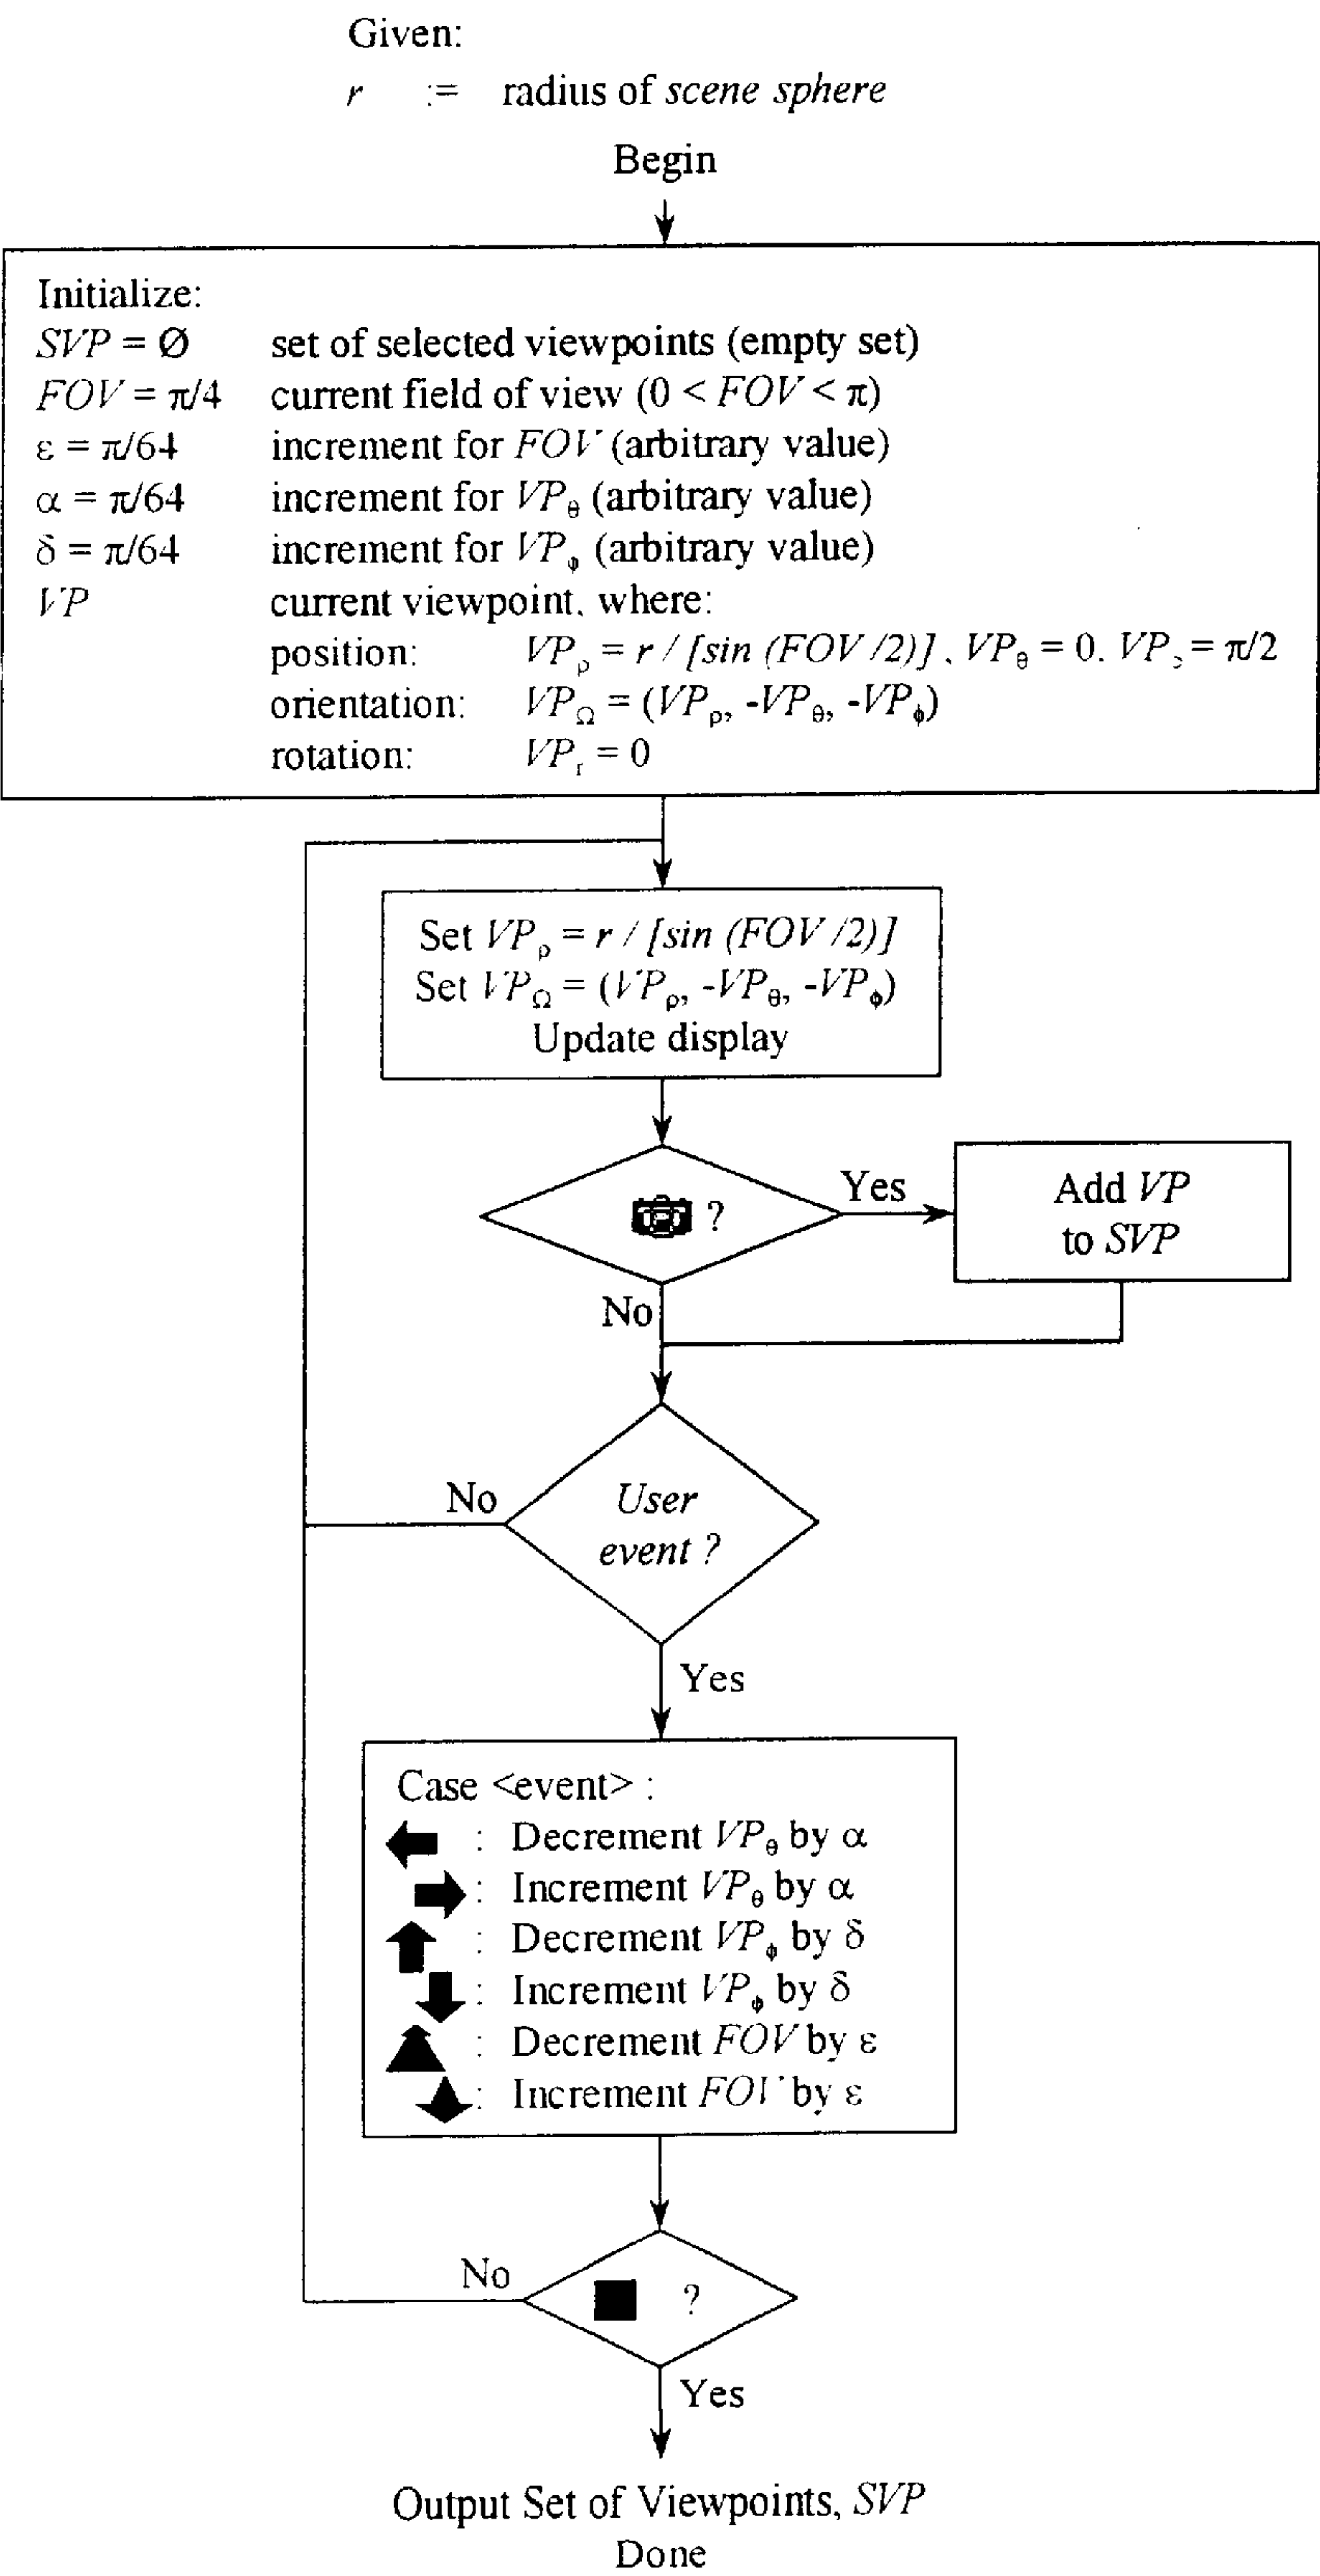 Given:
r := radius of scene sphere
Begin
Initialize:
SVP = Ø set of selected viewpoints (empty set)
FOV = π/4 current field of view (0 < FOV < π)
ε = π/64 increment for FOV (arbitrary value)
α = π/64 increment for VPθ (arbitrary value)
δ = π/64 increment for VPϕ (arbitrary value)
VP current viewpoint, where:
position: VPρ = r / [sin (FOV/2)], VPθ = 0, VPϕ = π/2
orientation: VPΩ = (VPρ, -VPθ, -VPϕ)
rotation: VPr = 0
Set VPρ = r / [sin (FOV/2)]
Set VPΩ = (VPρ, -VPθ, -VPϕ)
Update display
?
Yes
Add VP
to SVP
No
User
event ?
No
Yes
Case <event> :
: Decrement VPθ by α
: Increment VPθ by α
: Decrement VPϕ by δ
: Increment VPϕ by δ
: Decrement FOV by ε
: Increment FOV by ε
No
?
Yes
Output Set of Viewpoints, SVP
Done